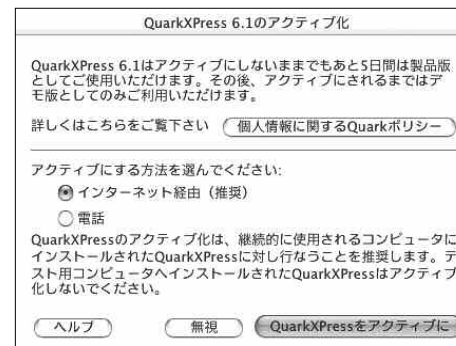 QuarkXPress 6.1のアクティブ化
QuarkXPress 6.1はアクティブにしないままでもあと5日間は製品版
としてご使用いただけます。その後、アクティブにされるまではデ
モ版としてのみご利用いただけます。
詳しくはこちらをご覧下さい
個人情報に関するQuarkポリシー
アクティブにする方法を選んでください:
インターネット経由（推奨）
電話
QuarkXPressのアクティブ化は、継続的に使用されるコンピュータに
インストールされたQuarkXPressに対し行なうことを推奨します。テ
スト用コンピュータへインストールされたQuarkXPressはアクティブ
化しないでください。
ヘルプ
無視
QuarkXPressをアクティブに